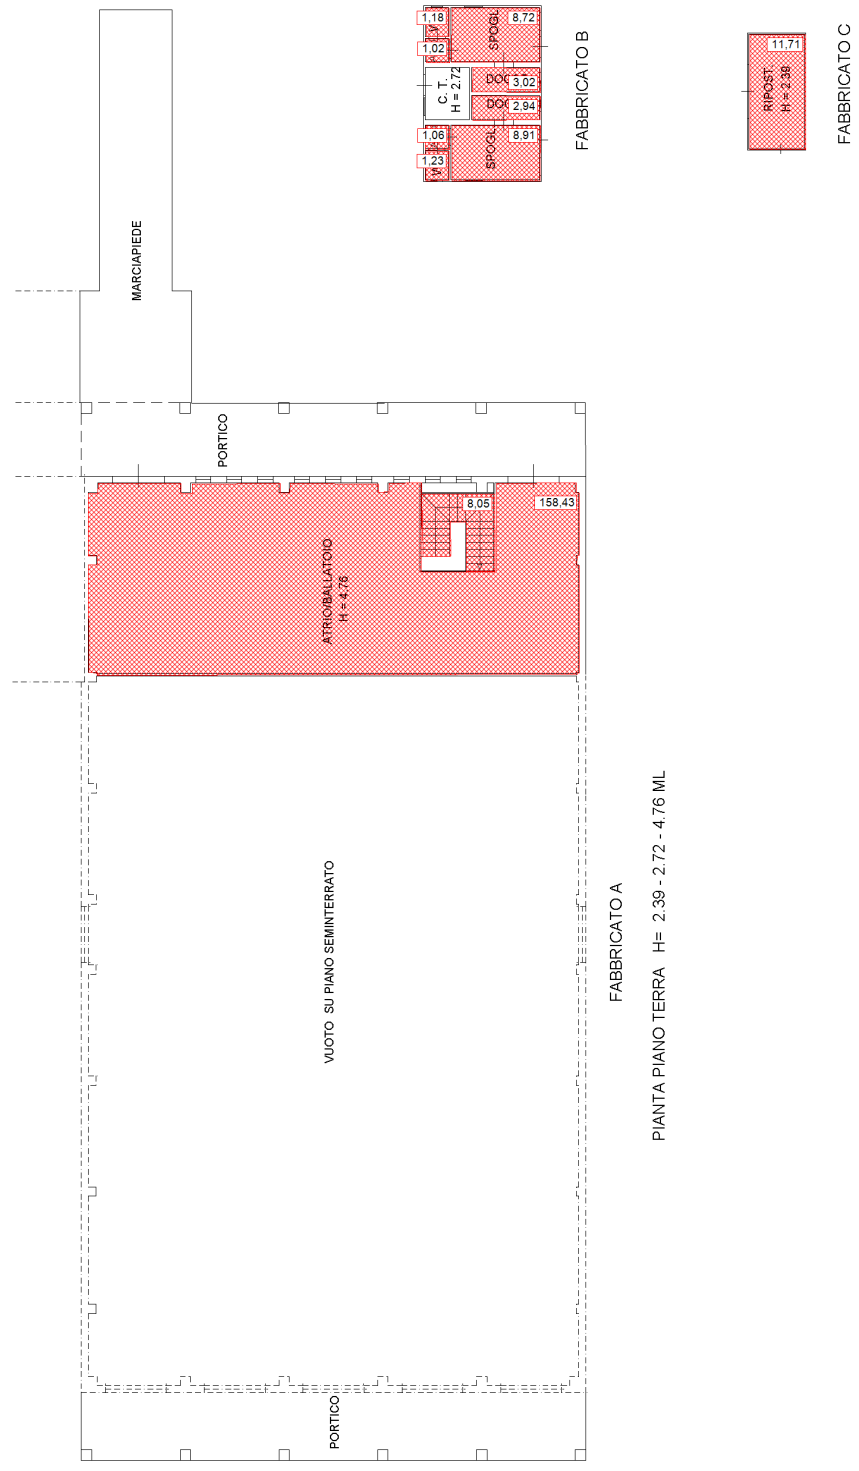 1,18
1,02
8,72
SPOGL.
C. T.
H = 2.72
3,02
2,94
1,06
1,23
8,91
SPOGL.
FABBRICATO B
11,71
RIPOST.
H = 2.39
FABBRICATO C
MARCIAPIEDE
PORTICO
8,05
158,43
ATRIO/BALLATOIO
H = 4.76
VUOTO SU PIANO SEMINTERRATO
FABBRICATO A
PIANTA PIANO TERRA H= 2.39 - 2.72 - 4.76 ML
PORTICO